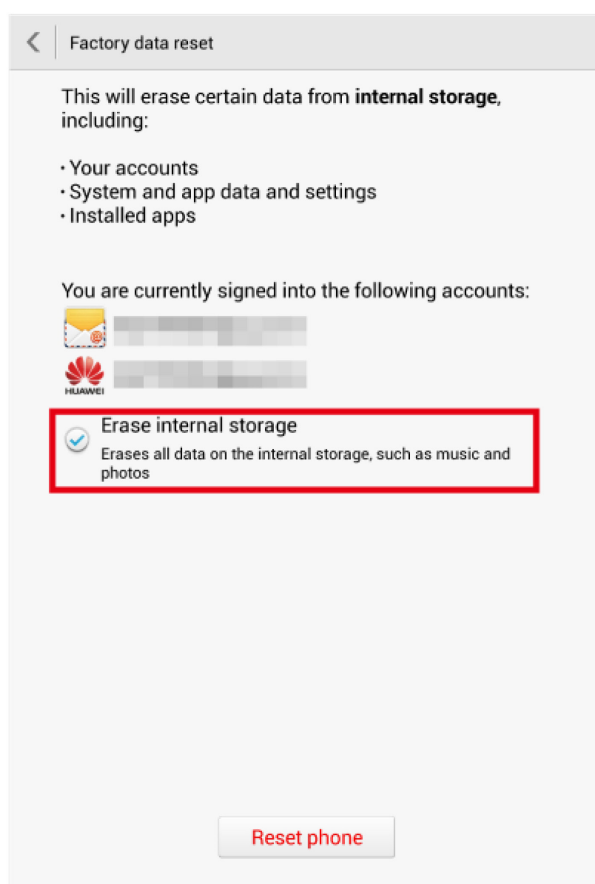 Factory data reset
This will erase certain data from internal storage,
including:
· Your accounts
· System and app data and settings
· Installed apps
You are currently signed into the following accounts:
@
HUAWEI
Erase internal storage
Erases all data on the internal storage, such as music and
photos
Reset phone